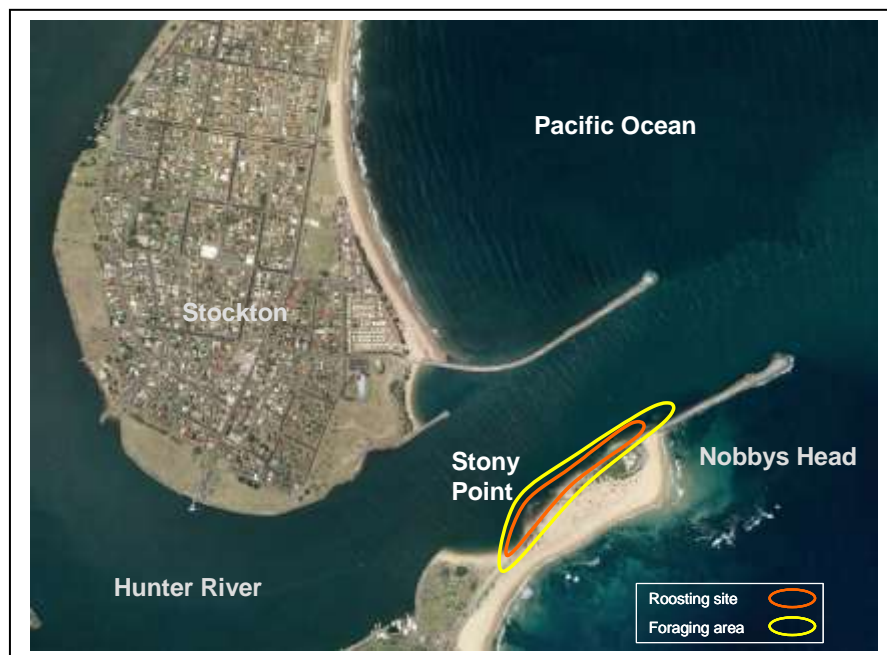 Pacific Ocean
Stockton
Stony
Point
Nobbys Head
Hunter River
Roosting site
Foraging area